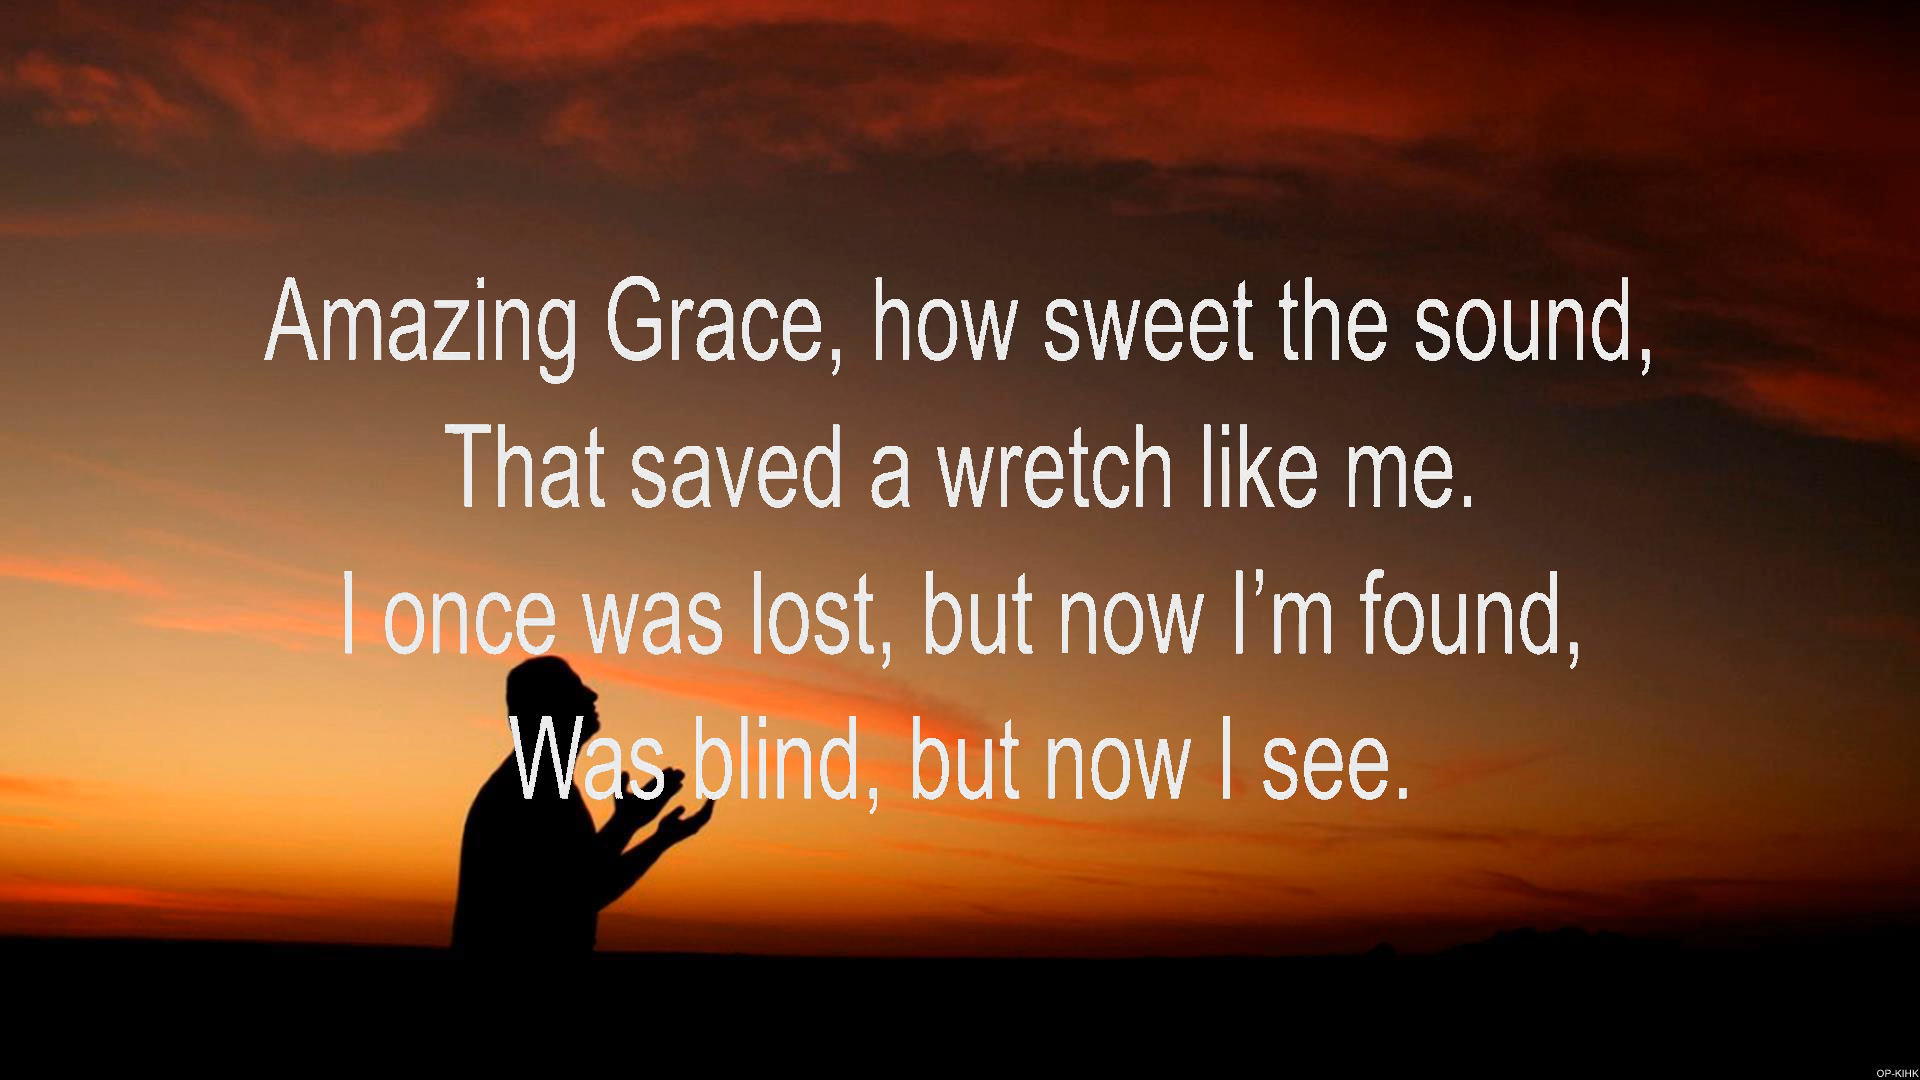 Amazing Grace, how sweet the sound,
That saved a wretch like me.
I once was lost, but now I’m found,
Was blind, but now I see.
OP-KIHK